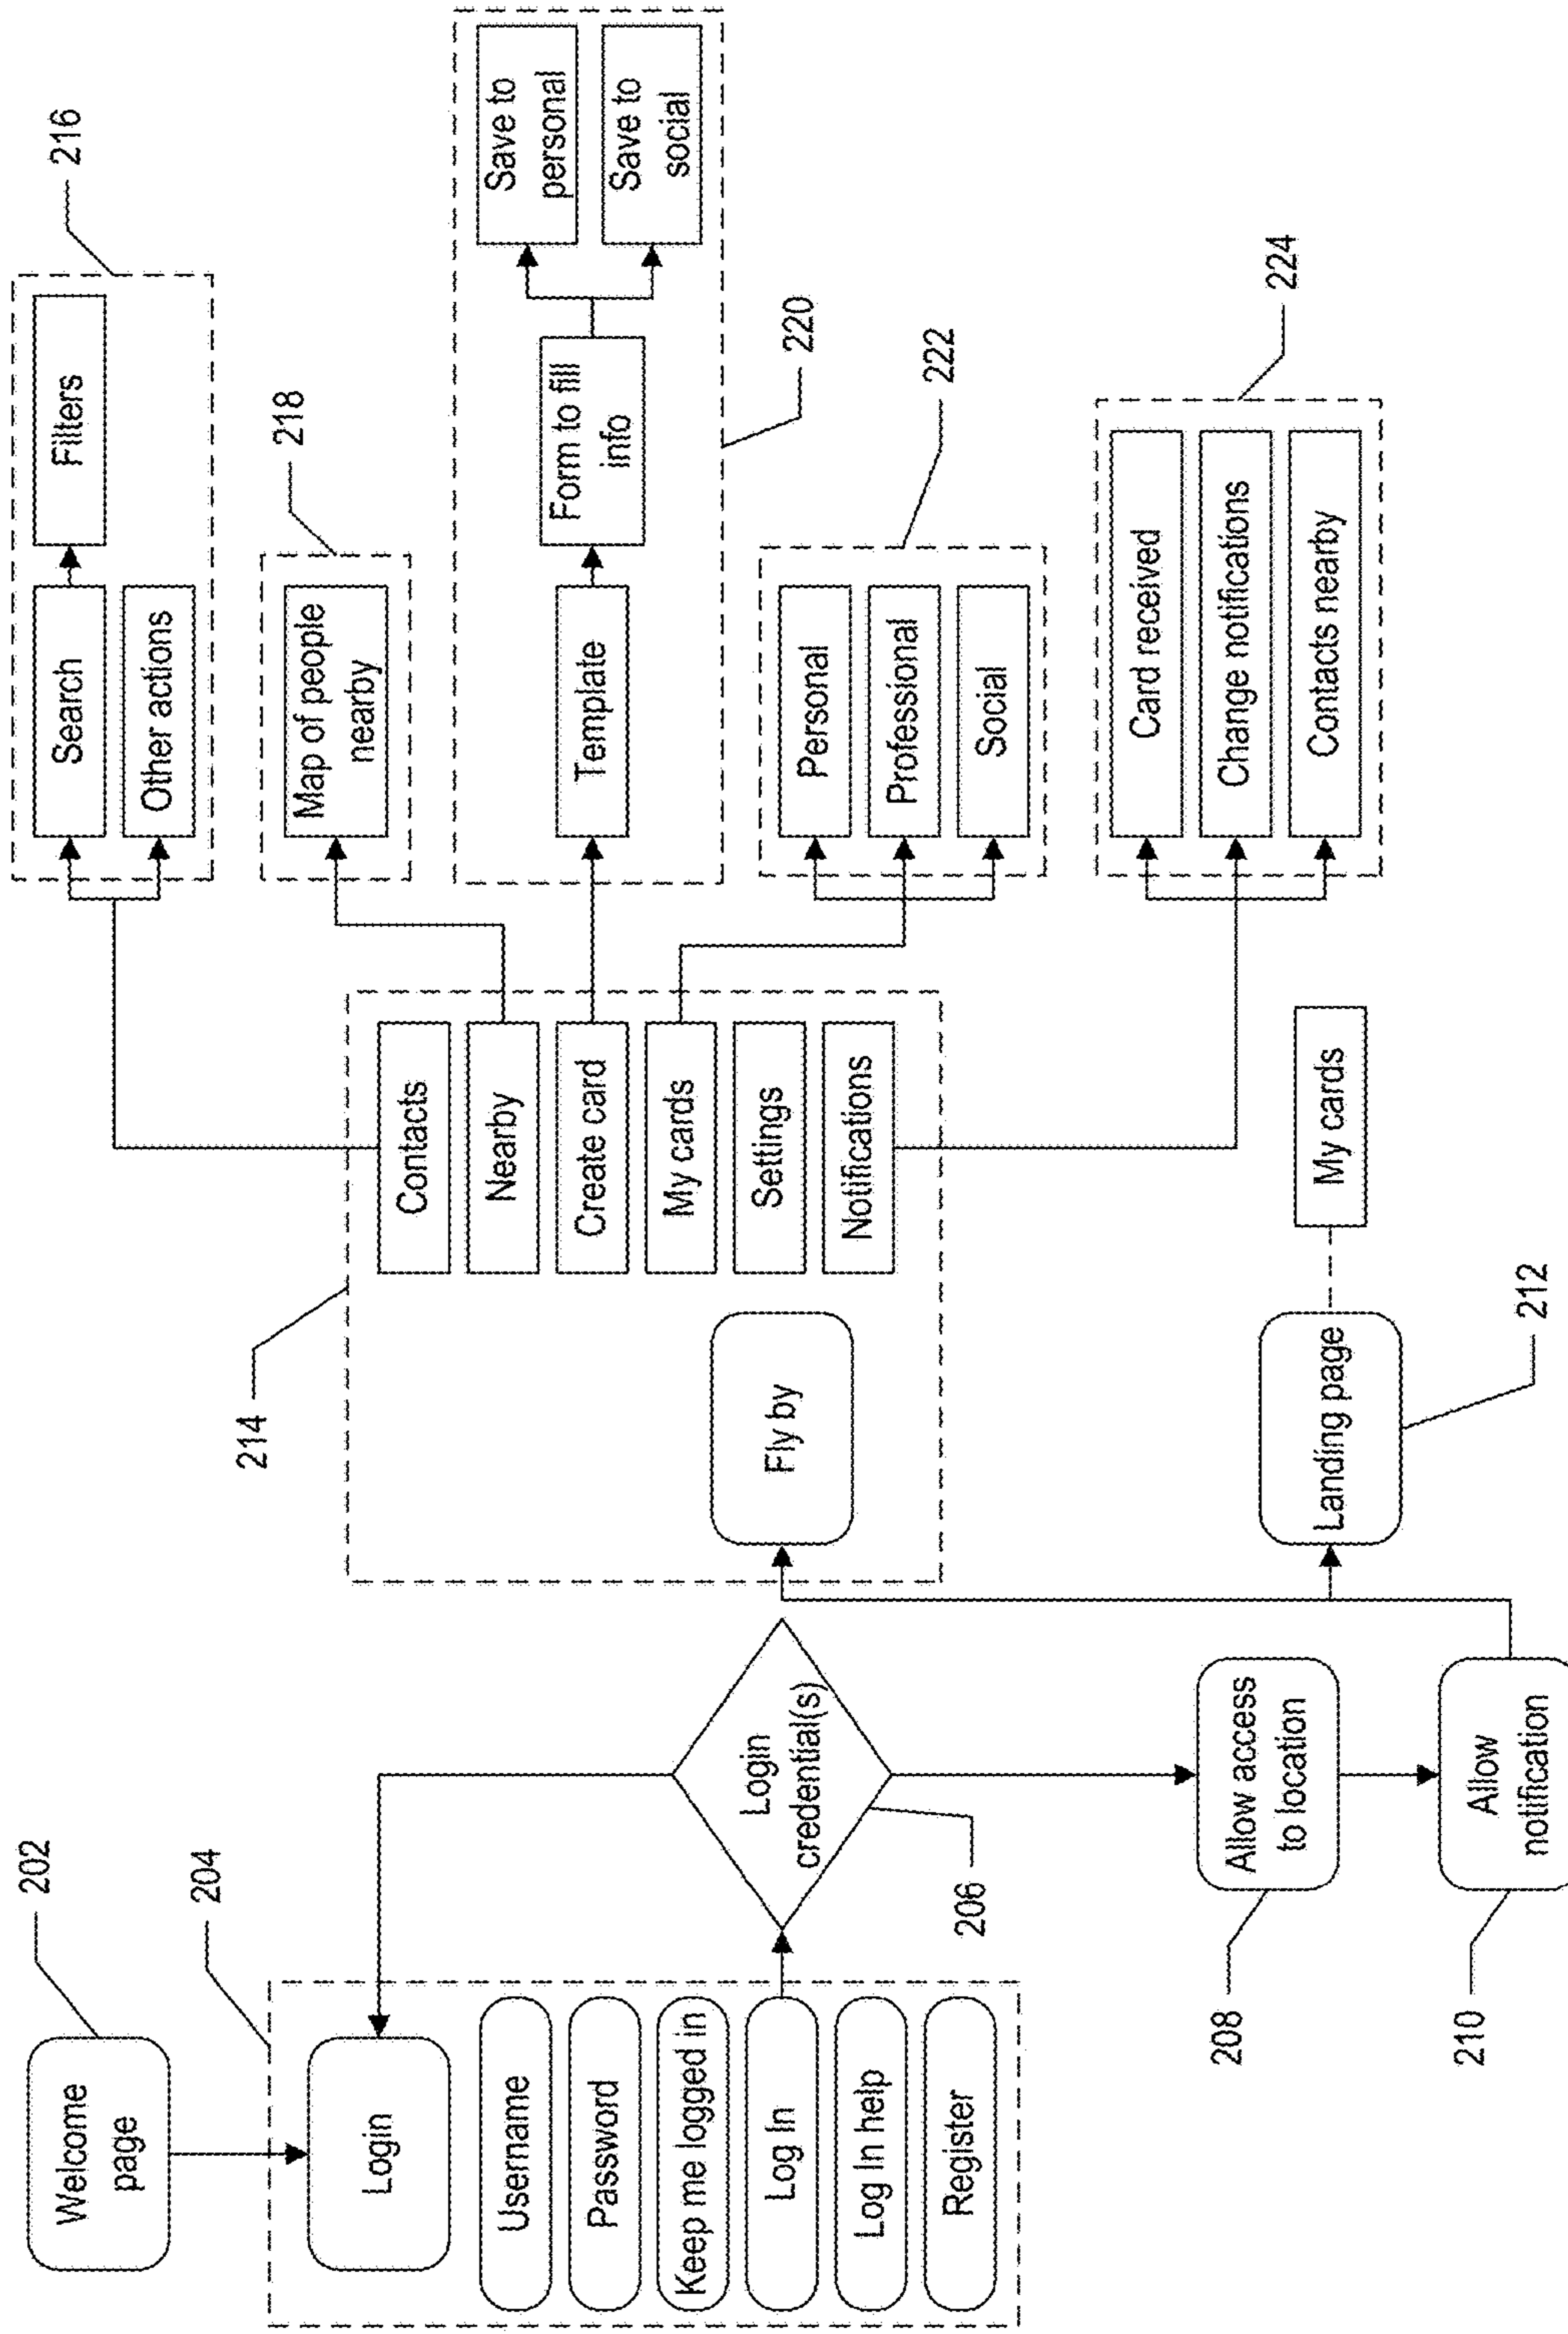 Welcome
page
202
204
Login
Username
Password
Keep me logged in
Log In
Log In help
Register
Login
credential(s)
206
Allow access
to location
208
Allow
notification
210
214
Fly by
Contacts
Nearby
Create card
My cards
Settings
Notifications
Landing page
212
My cards
Search
Filters
Other actions
216
Map of people
nearby
218
Template
Form to fill
info
Save to
personal
Save to
social
220
Personal
Professional
Social
222
Card received
Change notifications
Contacts nearby
224